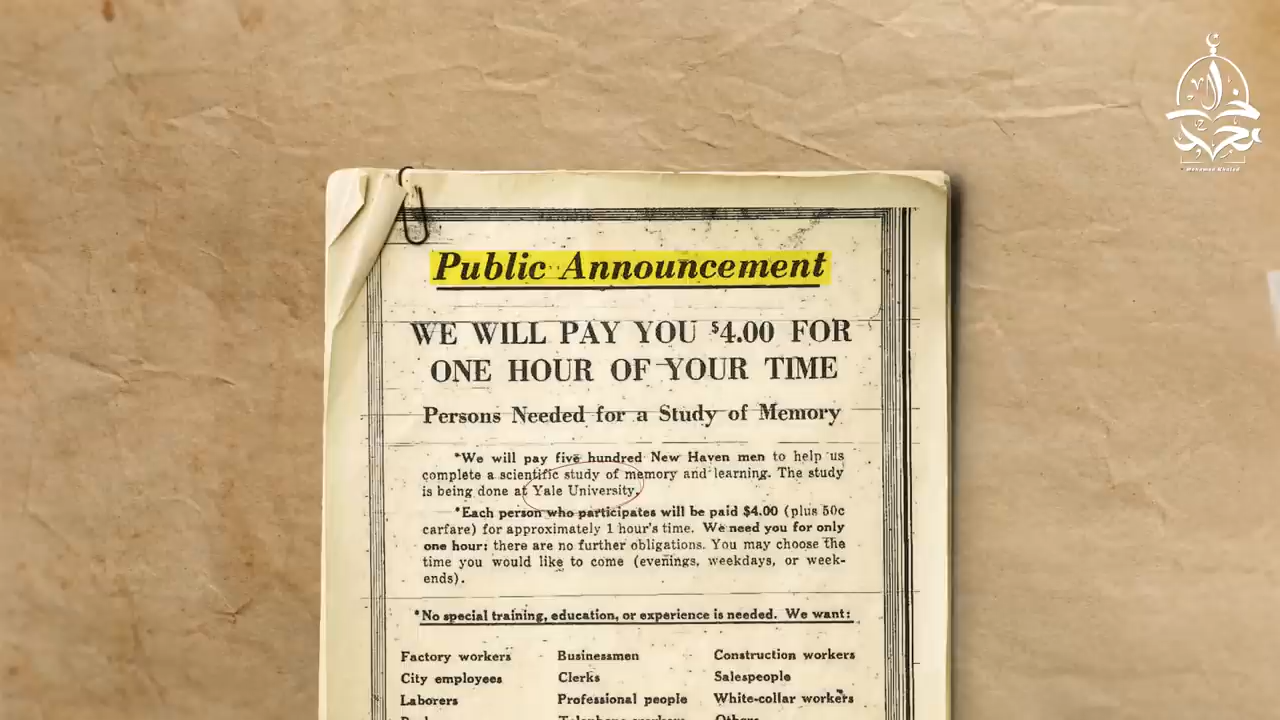 Public Announcement
WE WILL PAY YOU $4.00 FOR
ONE HOUR OF YOUR TIME
Persons Needed for a Study of Memory
*We will pay five hundred New Haven men to help us
complete a scientific study of memory and learning. The study
is being done at Yale University.
*Each person who participates will be paid $4.00 (plus 50c
carfare) for approximately 1 hour's time. We need you for only
one hour: there are no further obligations. You may choose the
time you would like to come (evenings, weekdays, or week-
ends).
*No special training, education, or experience is needed. We want:
Factory workers Businessmen Construction workers
City employees Clerks Salespeople
Laborers Professional people White-collar workers
Mohamed Khaled